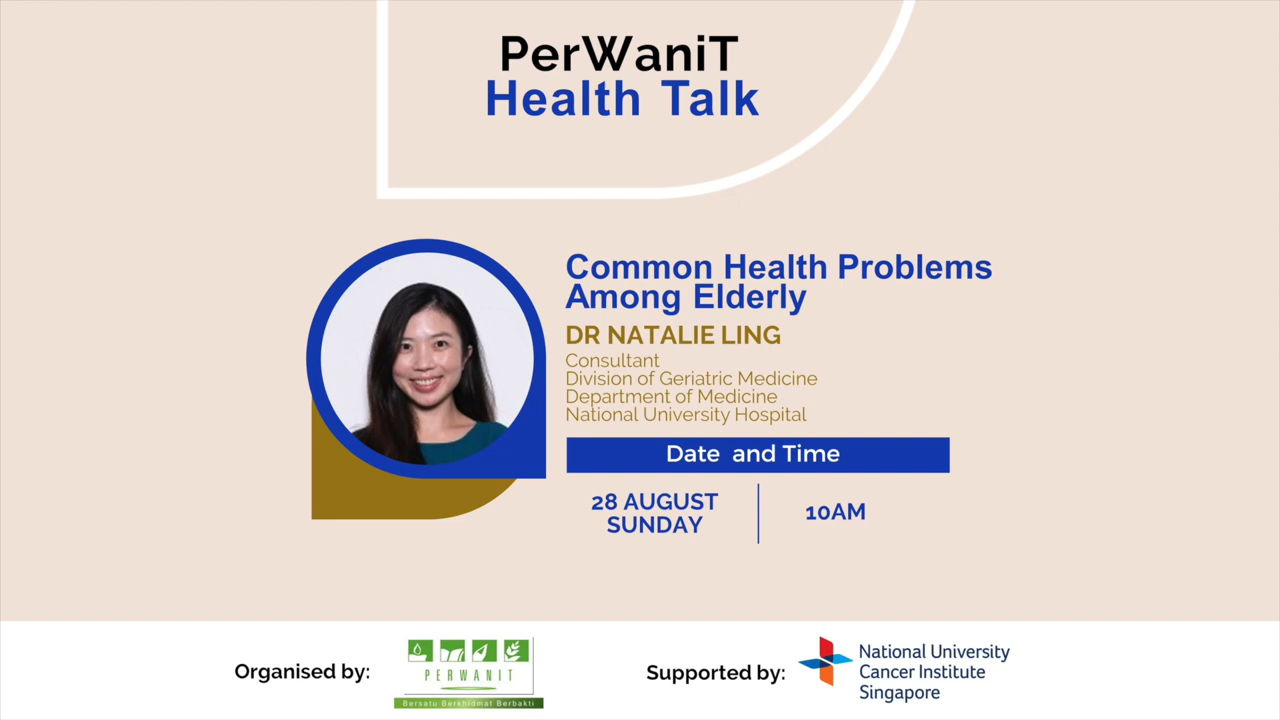 PerWaniT
Health Talk
Common Health Problems
Among Elderly
DR NATALIE LING
Consultant
Division of Geriatric Medicine
Department of Medicine
National University Hospital
Date and Time
28 AUGUST
SUNDAY
10AM
Organised by:
PERWANIT
Bersatu Berkhidmat Berbakti
Supported by:
National University
Cancer Institute
Singapore